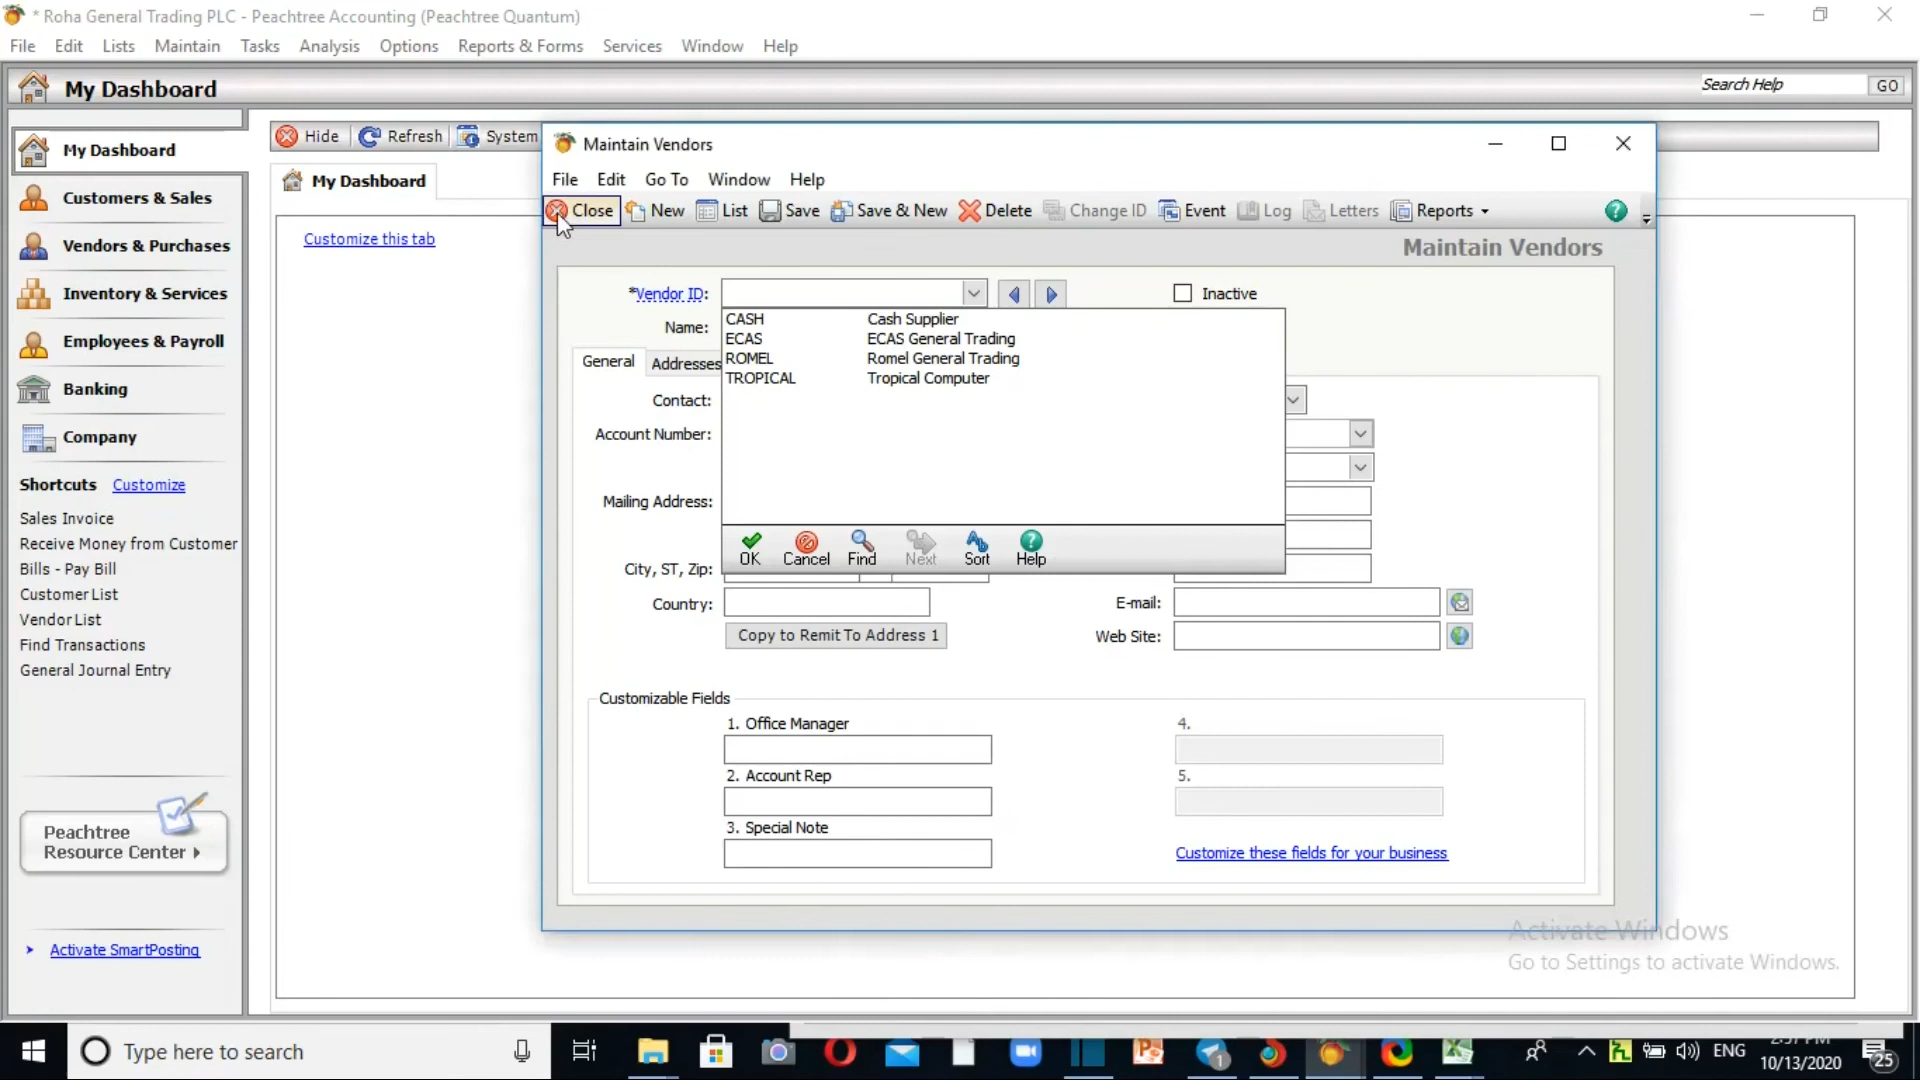 * Roha General Trading PLC - Peachtree Accounting (Peachtree Quantum)
File Edit Lists Maintain Tasks Analysis Options Reports & Forms Services Window Help
My Dashboard
Search Help GO
My Dashboard
Customers & Sales
Vendors & Purchases
Inventory & Services
Employees & Payroll
Banking
Company
Shortcuts Customize
Sales Invoice
Receive Money from Customer
Bills - Pay Bill
Customer List
Vendor List
Find Transactions
General Journal Entry
Peachtree
Resource Center
Activate SmartPosting
Hide Refresh System
My Dashboard
Customize this tab
Maintain Vendors
File Edit Go To Window Help
Close New List Save Save & New Delete Change ID Event Log Letters Reports
Maintain Vendors
*Vendor ID: Inactive
Name:
CASH Cash Supplier
ECAS ECAS General Trading
ROMEL Romel General Trading
TROPICAL Tropical Computer
OK Cancel Find Next Sort Help
General Addresses
Contact:
Account Number:
Mailing Address:
City, ST, Zip:
Country:
E-mail:
Copy to Remit To Address 1
Web Site:
Customizable Fields
1. Office Manager
4.
2. Account Rep
5.
3. Special Note
Customize these fields for your business
Activate Windows
Go to Settings to activate Windows.
Type here to search
1
ENG
10/13/2020
25